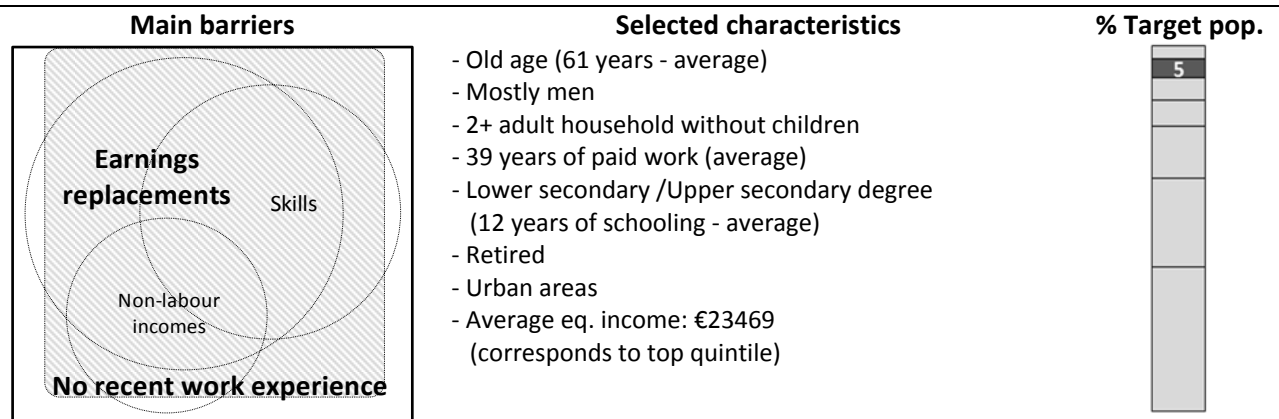 Main barriers
Earnings
replacements
Skills
Non-labour
incomes
No recent work experience
Selected characteristics
- Old age (61 years - average)
- Mostly men
- 2+ adult household without children
- 39 years of paid work (average)
- Lower secondary /Upper secondary degree
(12 years of schooling - average)
- Retired
- Urban areas
- Average eq. income: €23469
(corresponds to top quintile)
% Target pop.
5